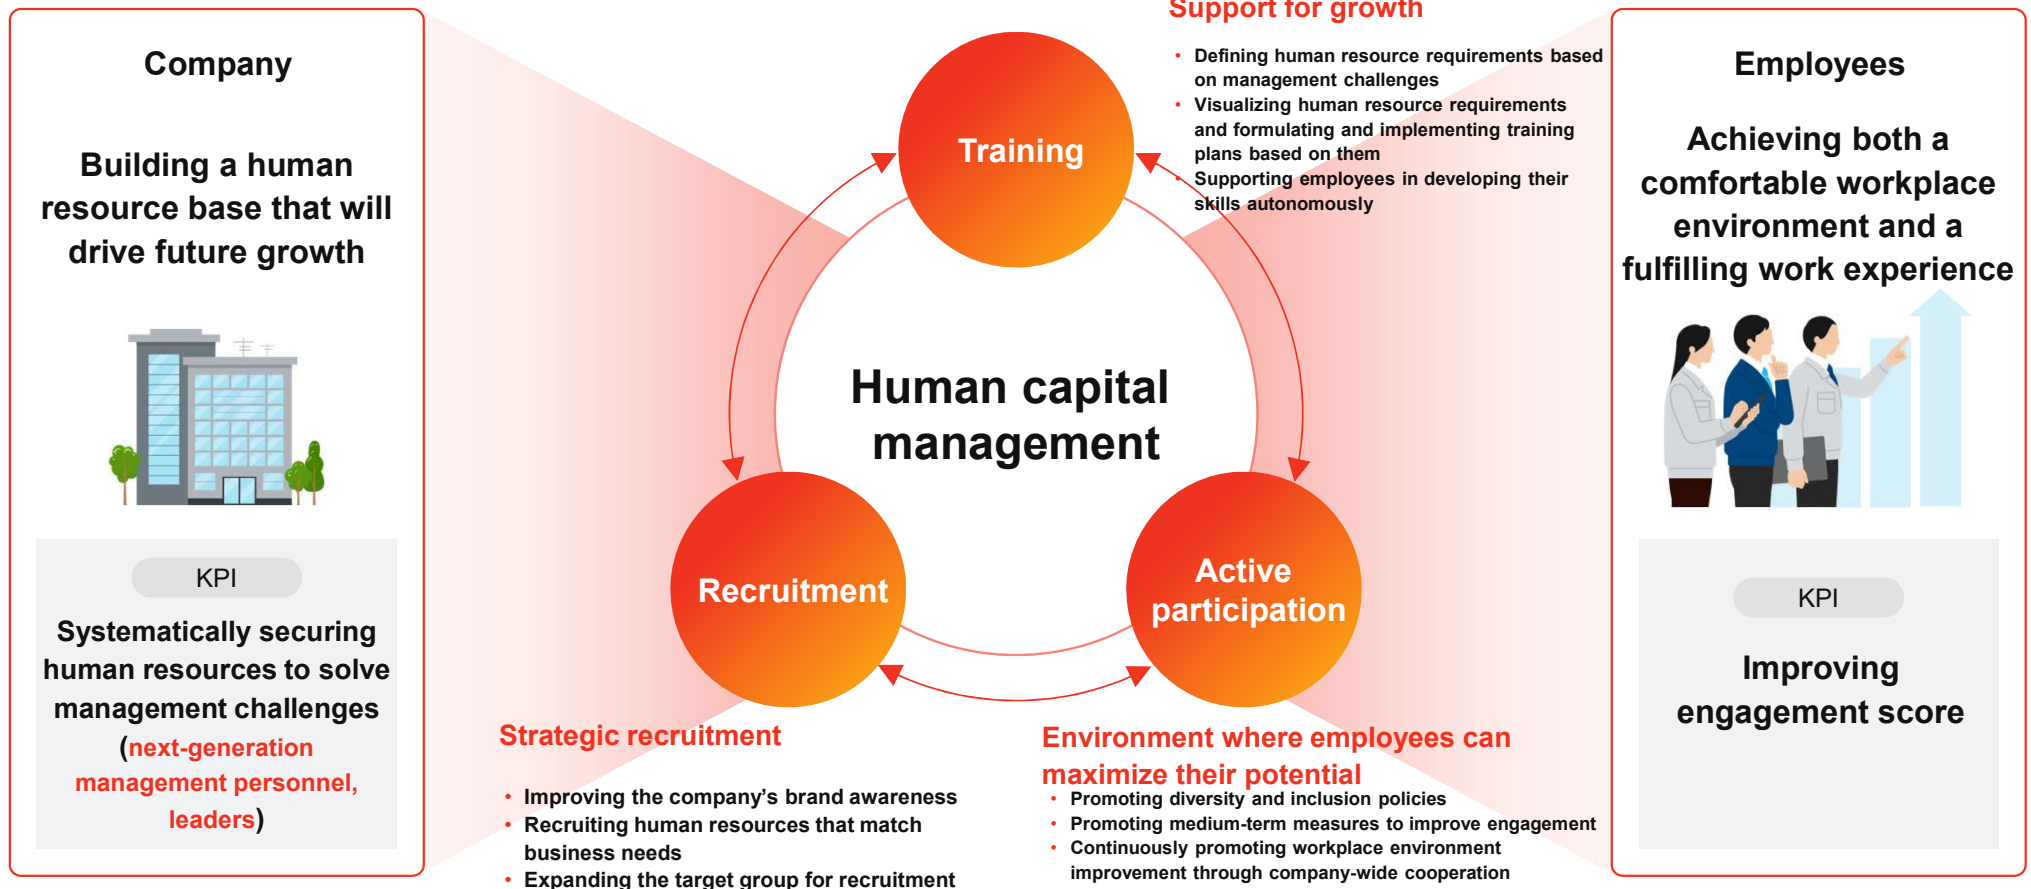 Company
Building a human
resource base that will
drive future growth
KPI
Systematically securing
human resources to solve
management challenges
(next-generation
management personnel,
leaders)
Support for growth
• Defining human resource requirements based
on management challenges
• Visualizing human resource requirements
and formulating and implementing training
plans based on them
• Supporting employees in developing their
skills autonomously
Training
Human capital
management
Recruitment
Active
participation
Strategic recruitment
• Improving the company’s brand awareness
• Recruiting human resources that match
business needs
• Expanding the target group for recruitment
Environment where employees can
maximize their potential
• Promoting diversity and inclusion policies
• Promoting medium-term measures to improve engagement
• Continuously promoting workplace environment
improvement through company-wide cooperation
Employees
Achieving both a
comfortable workplace
environment and a
fulfilling work experience
KPI
Improving
engagement score